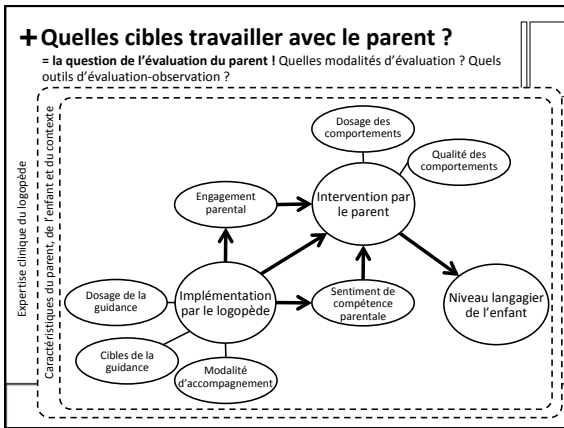 + Quelles cibles travailler avec le parent ?
= la question de l'évaluation du parent ! Quelles modalités d'évaluation ? Quels
outils d'évaluation-observation ?
Expertise clinique du logopède
Caractéristiques du parent, de l'enfant et du contexte
Dosage des
comportements
Qualité des
comportements
Engagement
parental
Intervention par
le parent
Dosage de la
guidance
Implémentation
par le logopède
Sentiment de
compétence
parentale
Niveau langagier
de l'enfant
Cibles de la
guidance
Modalité
d'accompagnement